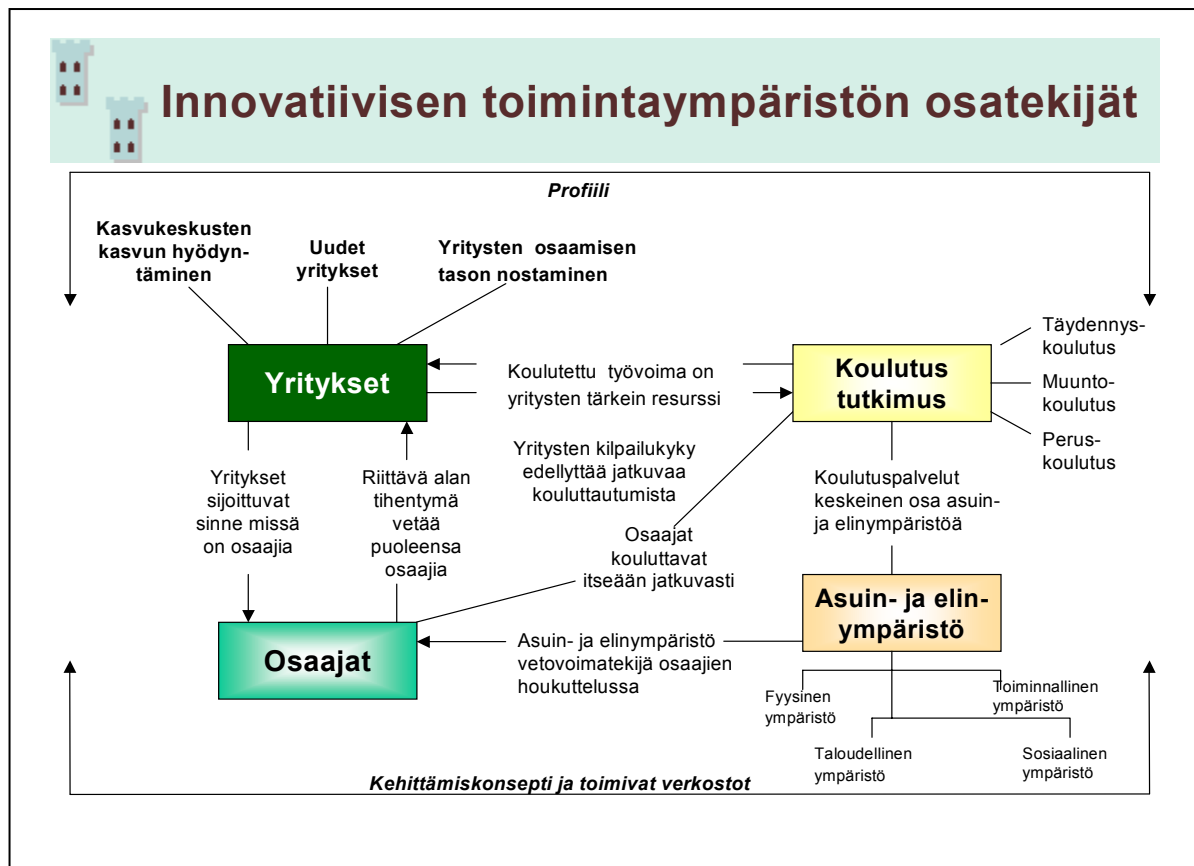 Innovatiivisen toimintaympäristön osatekijät
Profiili
Kasvukeskusten
kasvun hyödyn-
täminen
Uudet
yritykset
Yritysten osaamisen
tason nostaminen
Yritykset
Koulutettu työvoima on
yritysten tärkein resurssi
Koulutus
tutkimus
Täydennys-
koulutus
Muunto-
koulutus
Perus-
koulutus
Yritykset
sijoittuvat
sinne missä
on osaajia
Riittävä alan
tihentymä
vetää
puoleensa
osaajia
Yritysten kilpailukyky
edellyttää jatkuvaa
kouluttautumista
Koulutuspalvelut
keskeinen osa asuin-
ja elinympäristöä
Osaajat
kouluttavat
itseään jatkuvasti
Osaajat
Asuin- ja elinympäristö
vetovoimatekijä osaajien
houkuttelussa
Asuin- ja elin-
ympäristö
Fyysinen
ympäristö
Toiminnallinen
ympäristö
Taloudellinen
ympäristö
Sosiaalinen
ympäristö
Kehittämiskonsepti ja toimivat verkostot